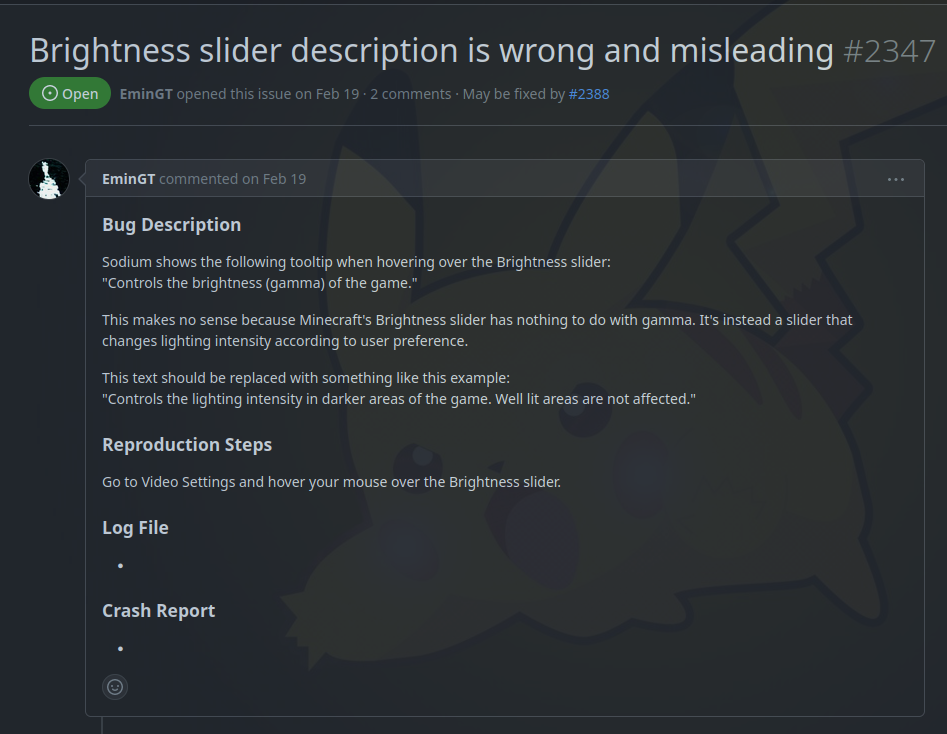 Brightness slider description is wrong and misleading #2347
Open EminGT opened this issue on Feb 19 · 2 comments · May be fixed by #2388
EminGT commented on Feb 19
Bug Description
Sodium shows the following tooltip when hovering over the Brightness slider:
"Controls the brightness (gamma) of the game."
This makes no sense because Minecraft's Brightness slider has nothing to do with gamma. It's instead a slider that
changes lighting intensity according to user preference.
This text should be replaced with something like this example:
"Controls the lighting intensity in darker areas of the game. Well lit areas are not affected."
Reproduction Steps
Go to Video Settings and hover your mouse over the Brightness slider.
Log File
•
Crash Report
•